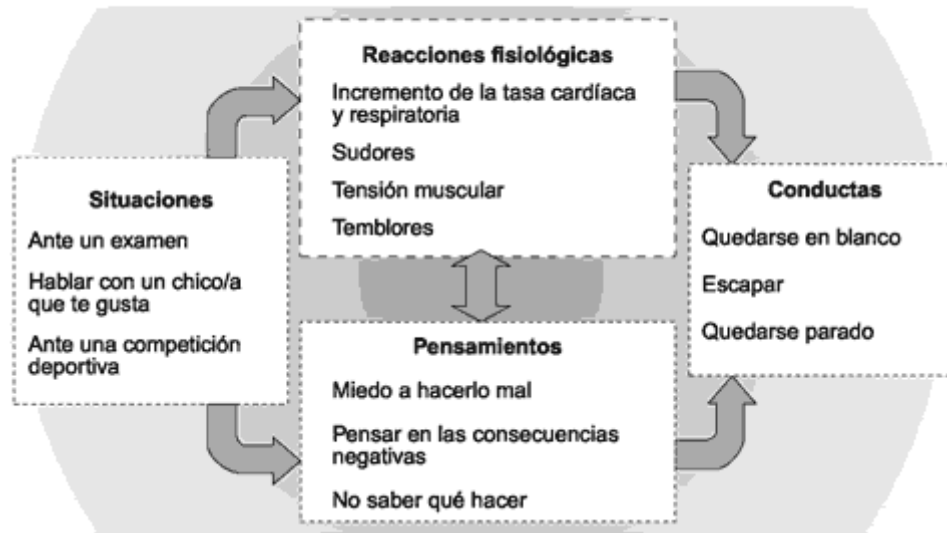 Reacciones fisiológicas
Incremento de la tasa cardíaca
y respiratoria
Sudores
Tensión muscular
Temblores
Situaciones
Ante un examen
Hablar con un chico/a
que te gusta
Ante una competición
deportiva
Conductas
Quedarse en blanco
Escapar
Quedarse parado
Pensamientos
Miedo a hacerlo mal
Pensar en las consecuencias
negativas
No saber qué hacer